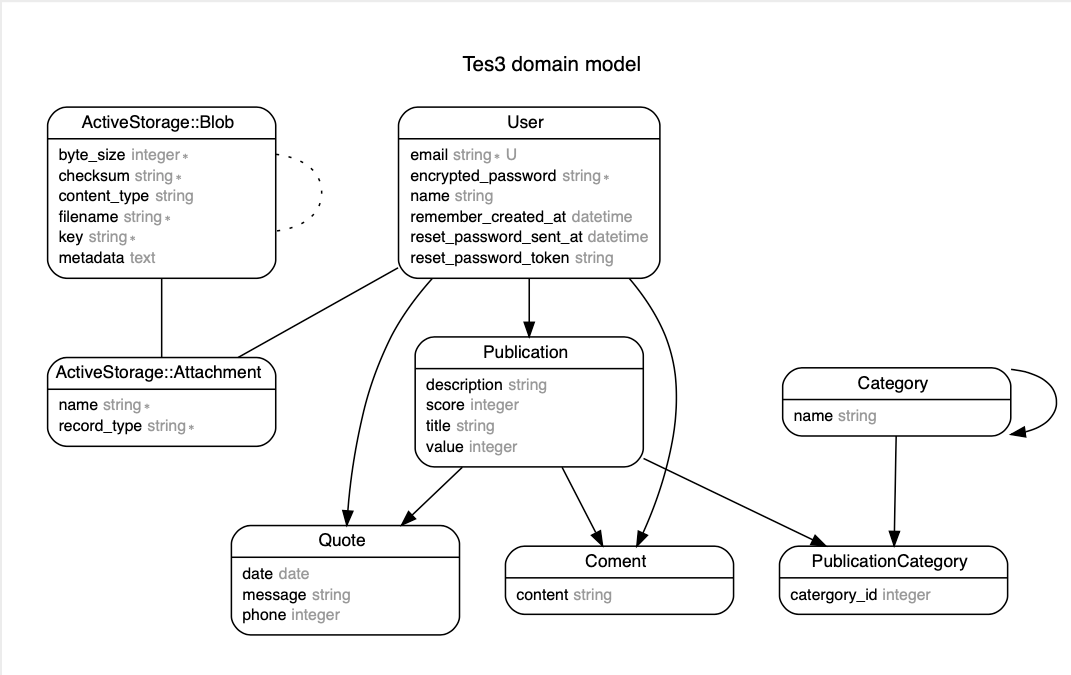 Tes3 domain model
ActiveStorage::Blob
byte_size integer *
checksum string *
content_type string
filename string *
key string *
metadata text
User
email string * U
encrypted_password string *
name string
remember_created_at datetime
reset_password_sent_at datetime
reset_password_token string
ActiveStorage::Attachment
name string *
record_type string *
Publication
description string
score integer
title string
value integer
Category
name string
Quote
date date
message string
phone integer
Coment
content string
PublicationCategory
catergory_id integer